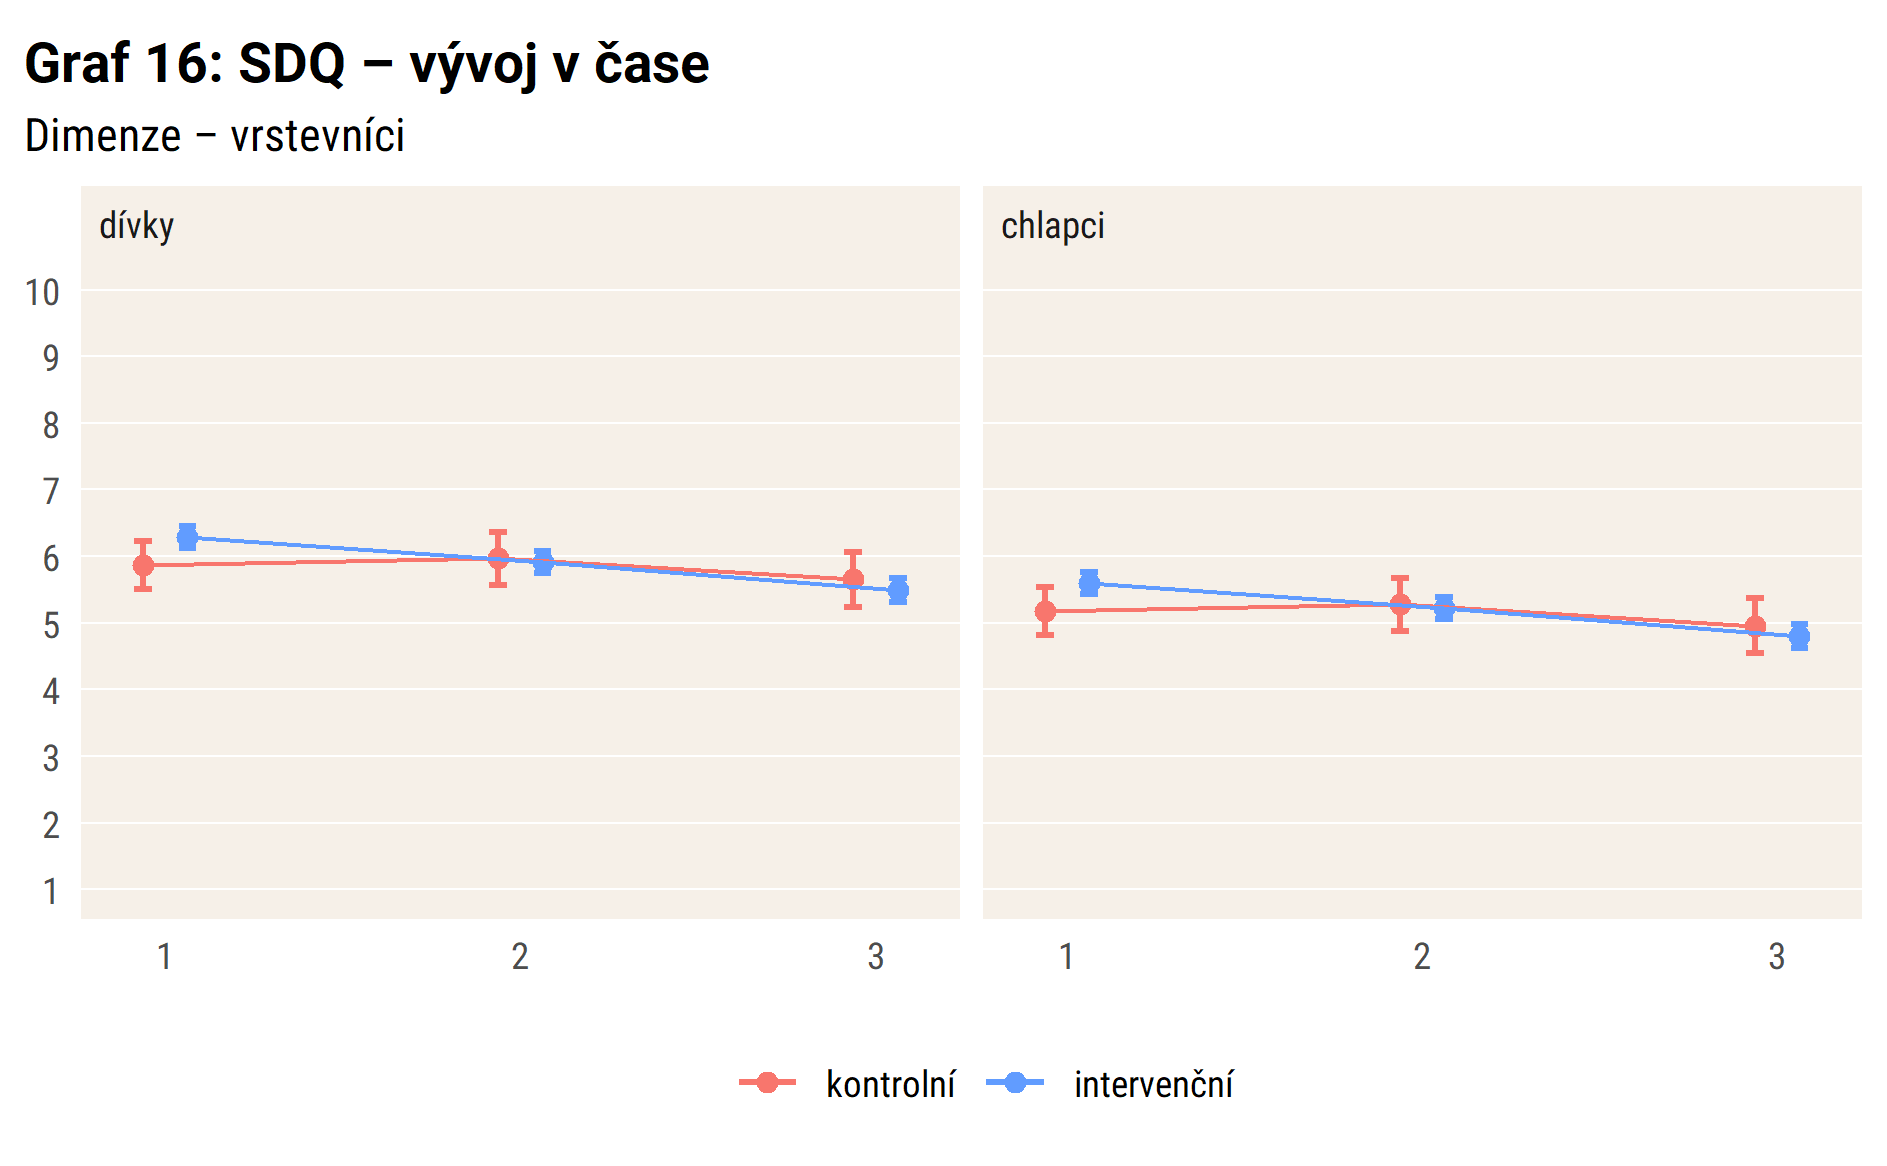 Graf 16: SDQ – vývoj v čase
Dimenze – vrstevníci
dívky
chlapci
10
9
8
7
6
5
4
3
2
1
1 2 3
1 2 3
kontrolní
intervenční